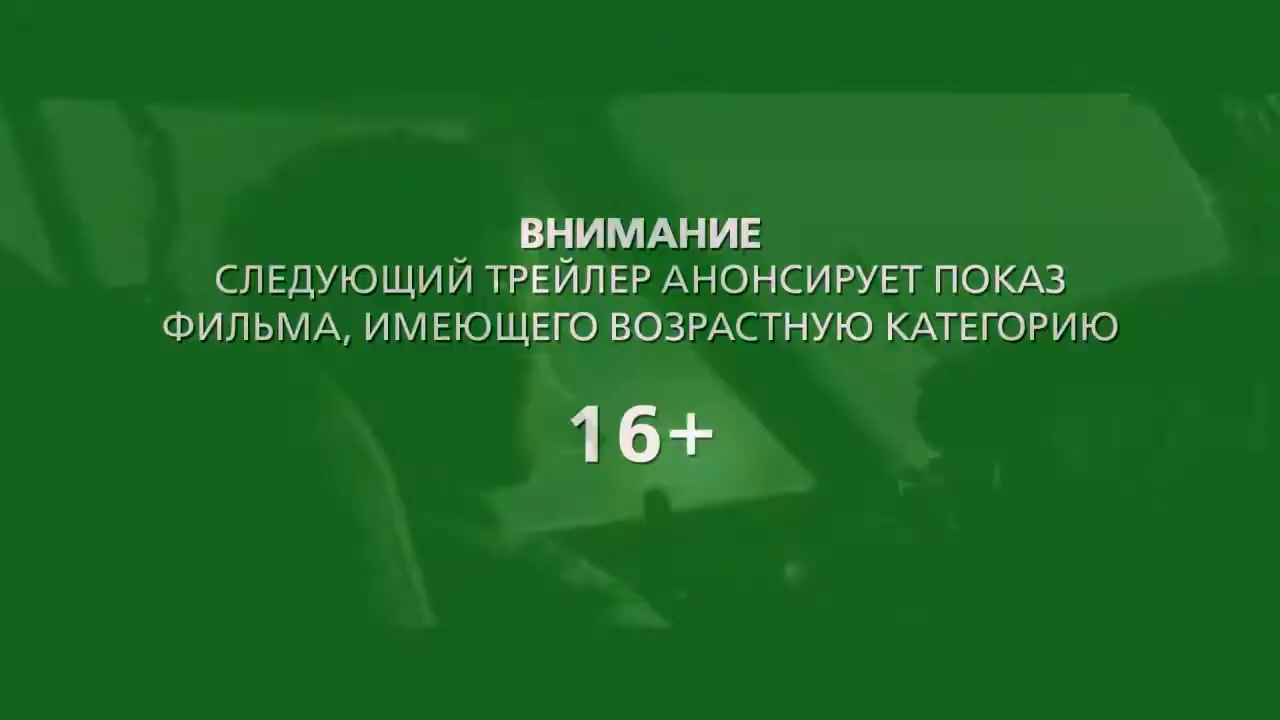 ВНИМАНИЕ
СЛЕДУЮЩИЙ ТРЕЙЛЕР АНОНСИРУЕТ ПОКАЗ
ФИЛЬМА, ИМЕЮЩЕГО ВОЗРАСТНУЮ КАТЕГОРИЮ
16+